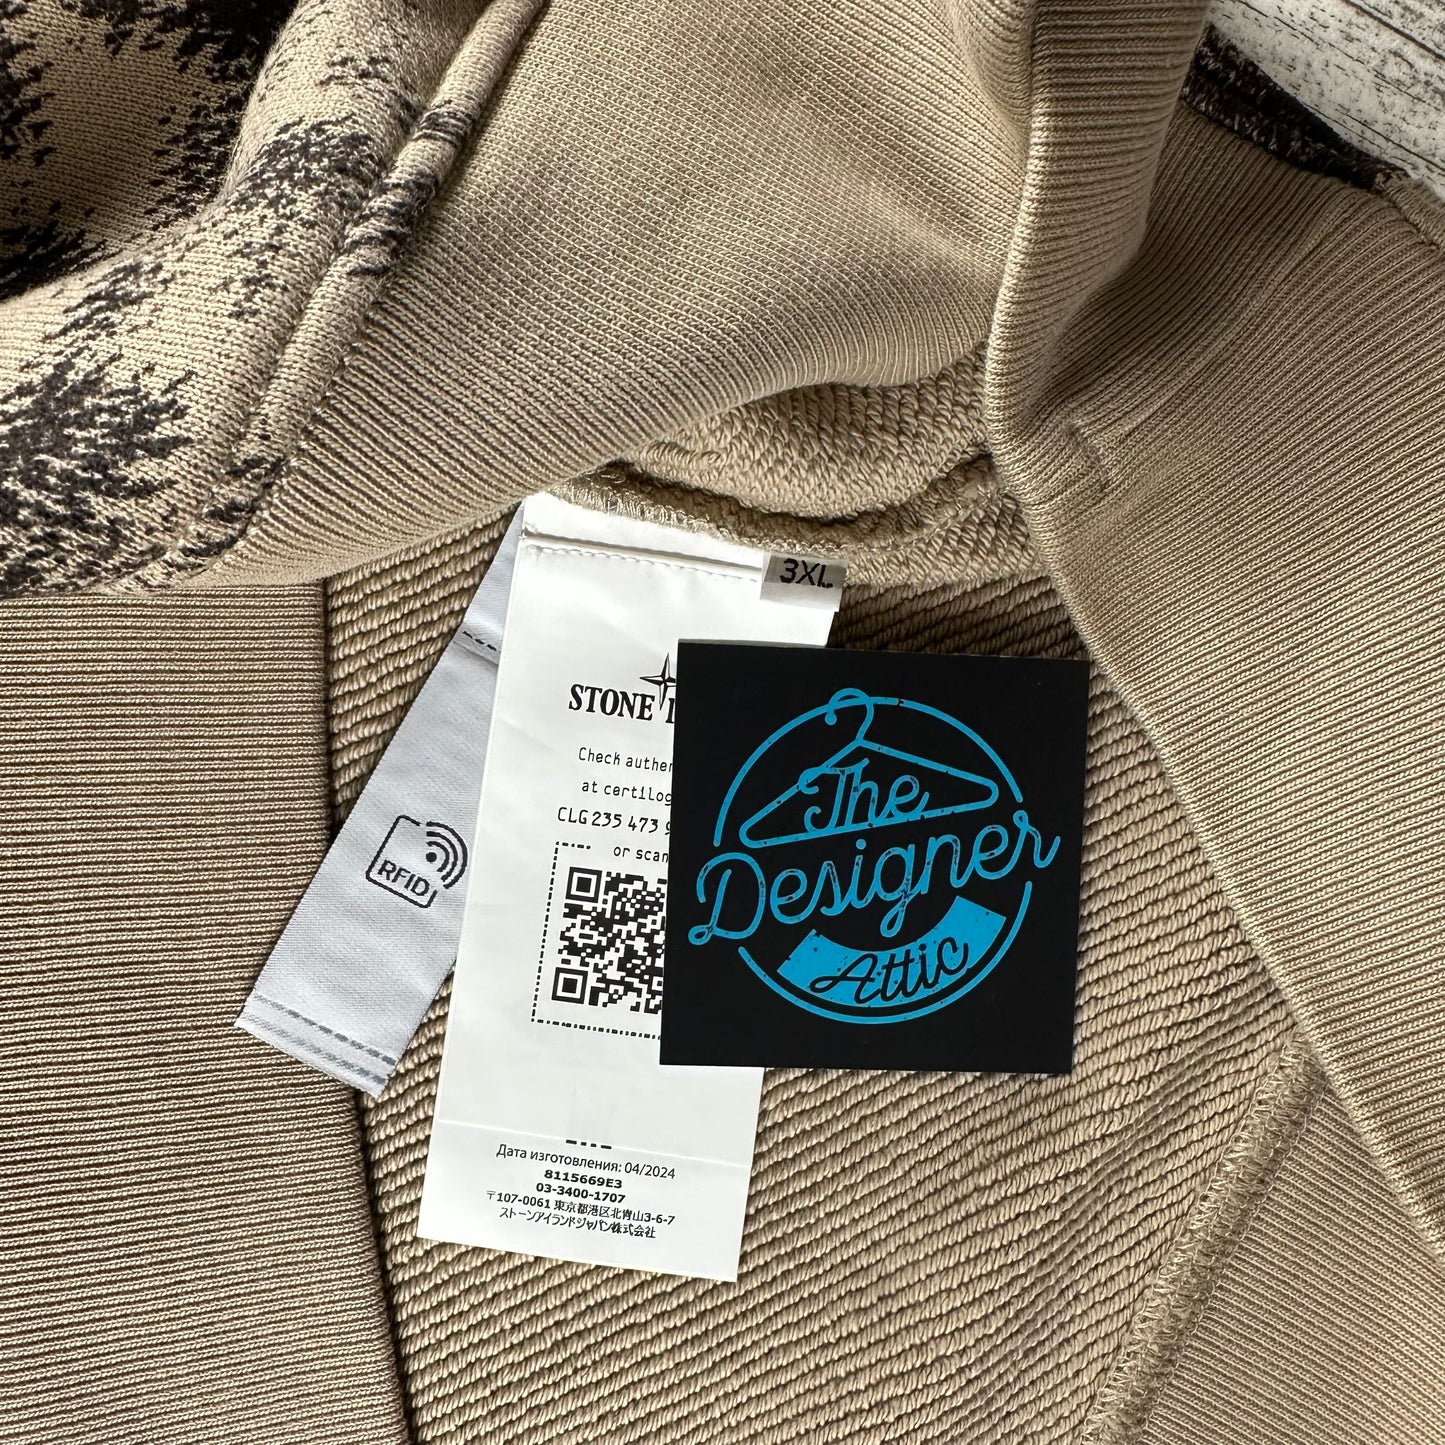 3XL
STONE
Check
at certilog
CLG 235 473
or scan
RFID
The
Designer
Attic
Дата изготовления: 04/2024
8115669E3
03-3400-1707
〒107-0061 東京都港区北青山3-6-7
ストーンアイランドジャパン株式会社